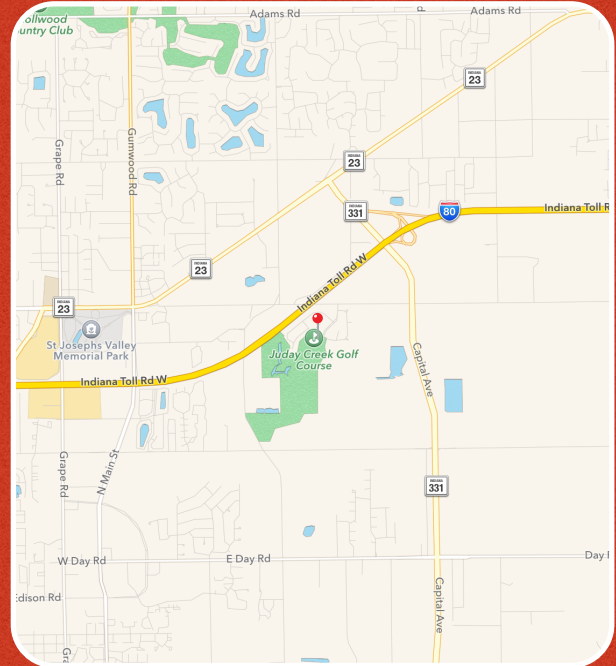 Adams Rd
Adams Rd
ollwood
untry Club
INDIANA
23
Grape Rd
Gumwood Rd
INDIANA
23
INDIANA
331
80
Indiana Toll R
INDIANA
23
Indiana Toll Rd W
INDIANA
23
St Josephs Valley
Memorial Park
Juday Creek Golf
Course
Capital Ave
Indiana Toll Rd W
Grape Rd
N Main St
INDIANA
331
W Day Rd
E Day Rd
Day
Edison Rd
Capital Ave
Gra